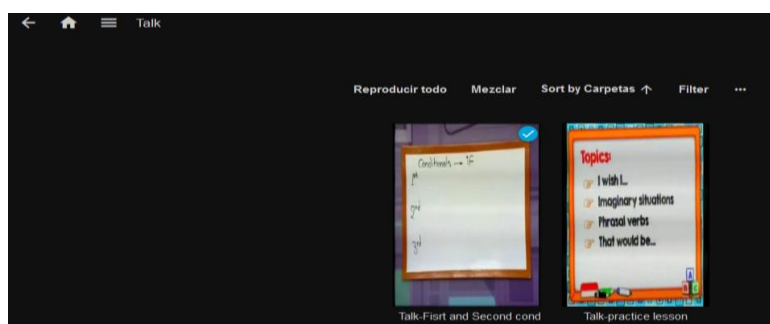 Talk
Reproducir todo Mezclar Sort by Carpetas ↑ Filter ...
Conditionals → IF
1st
2nd
3rd
Topics:
I wish I...
Imaginary situations
Phrasal verbs
That would be...
A
B C
Talk-Fisrt and Second cond
Talk-practice lesson